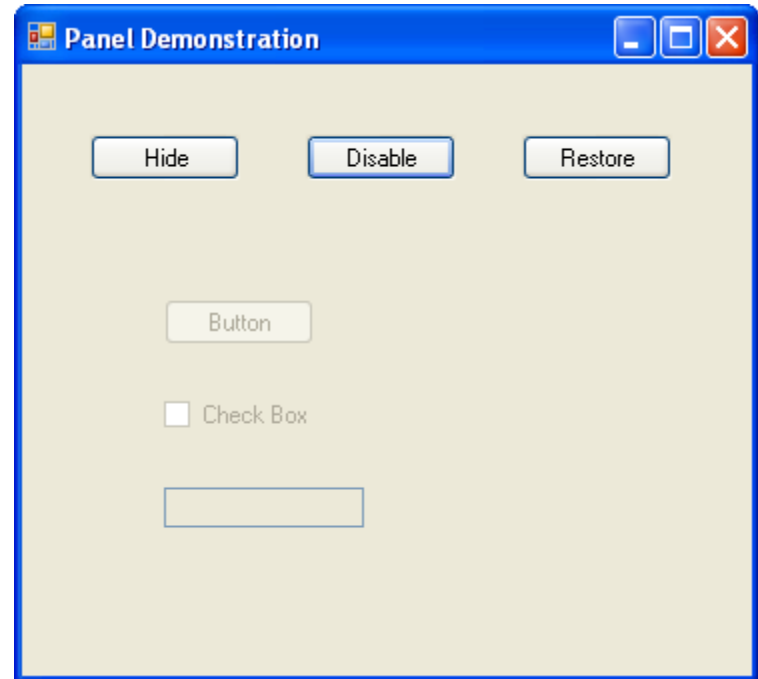 Panel Demonstration
Hide Disable Restore
Button
Check Box